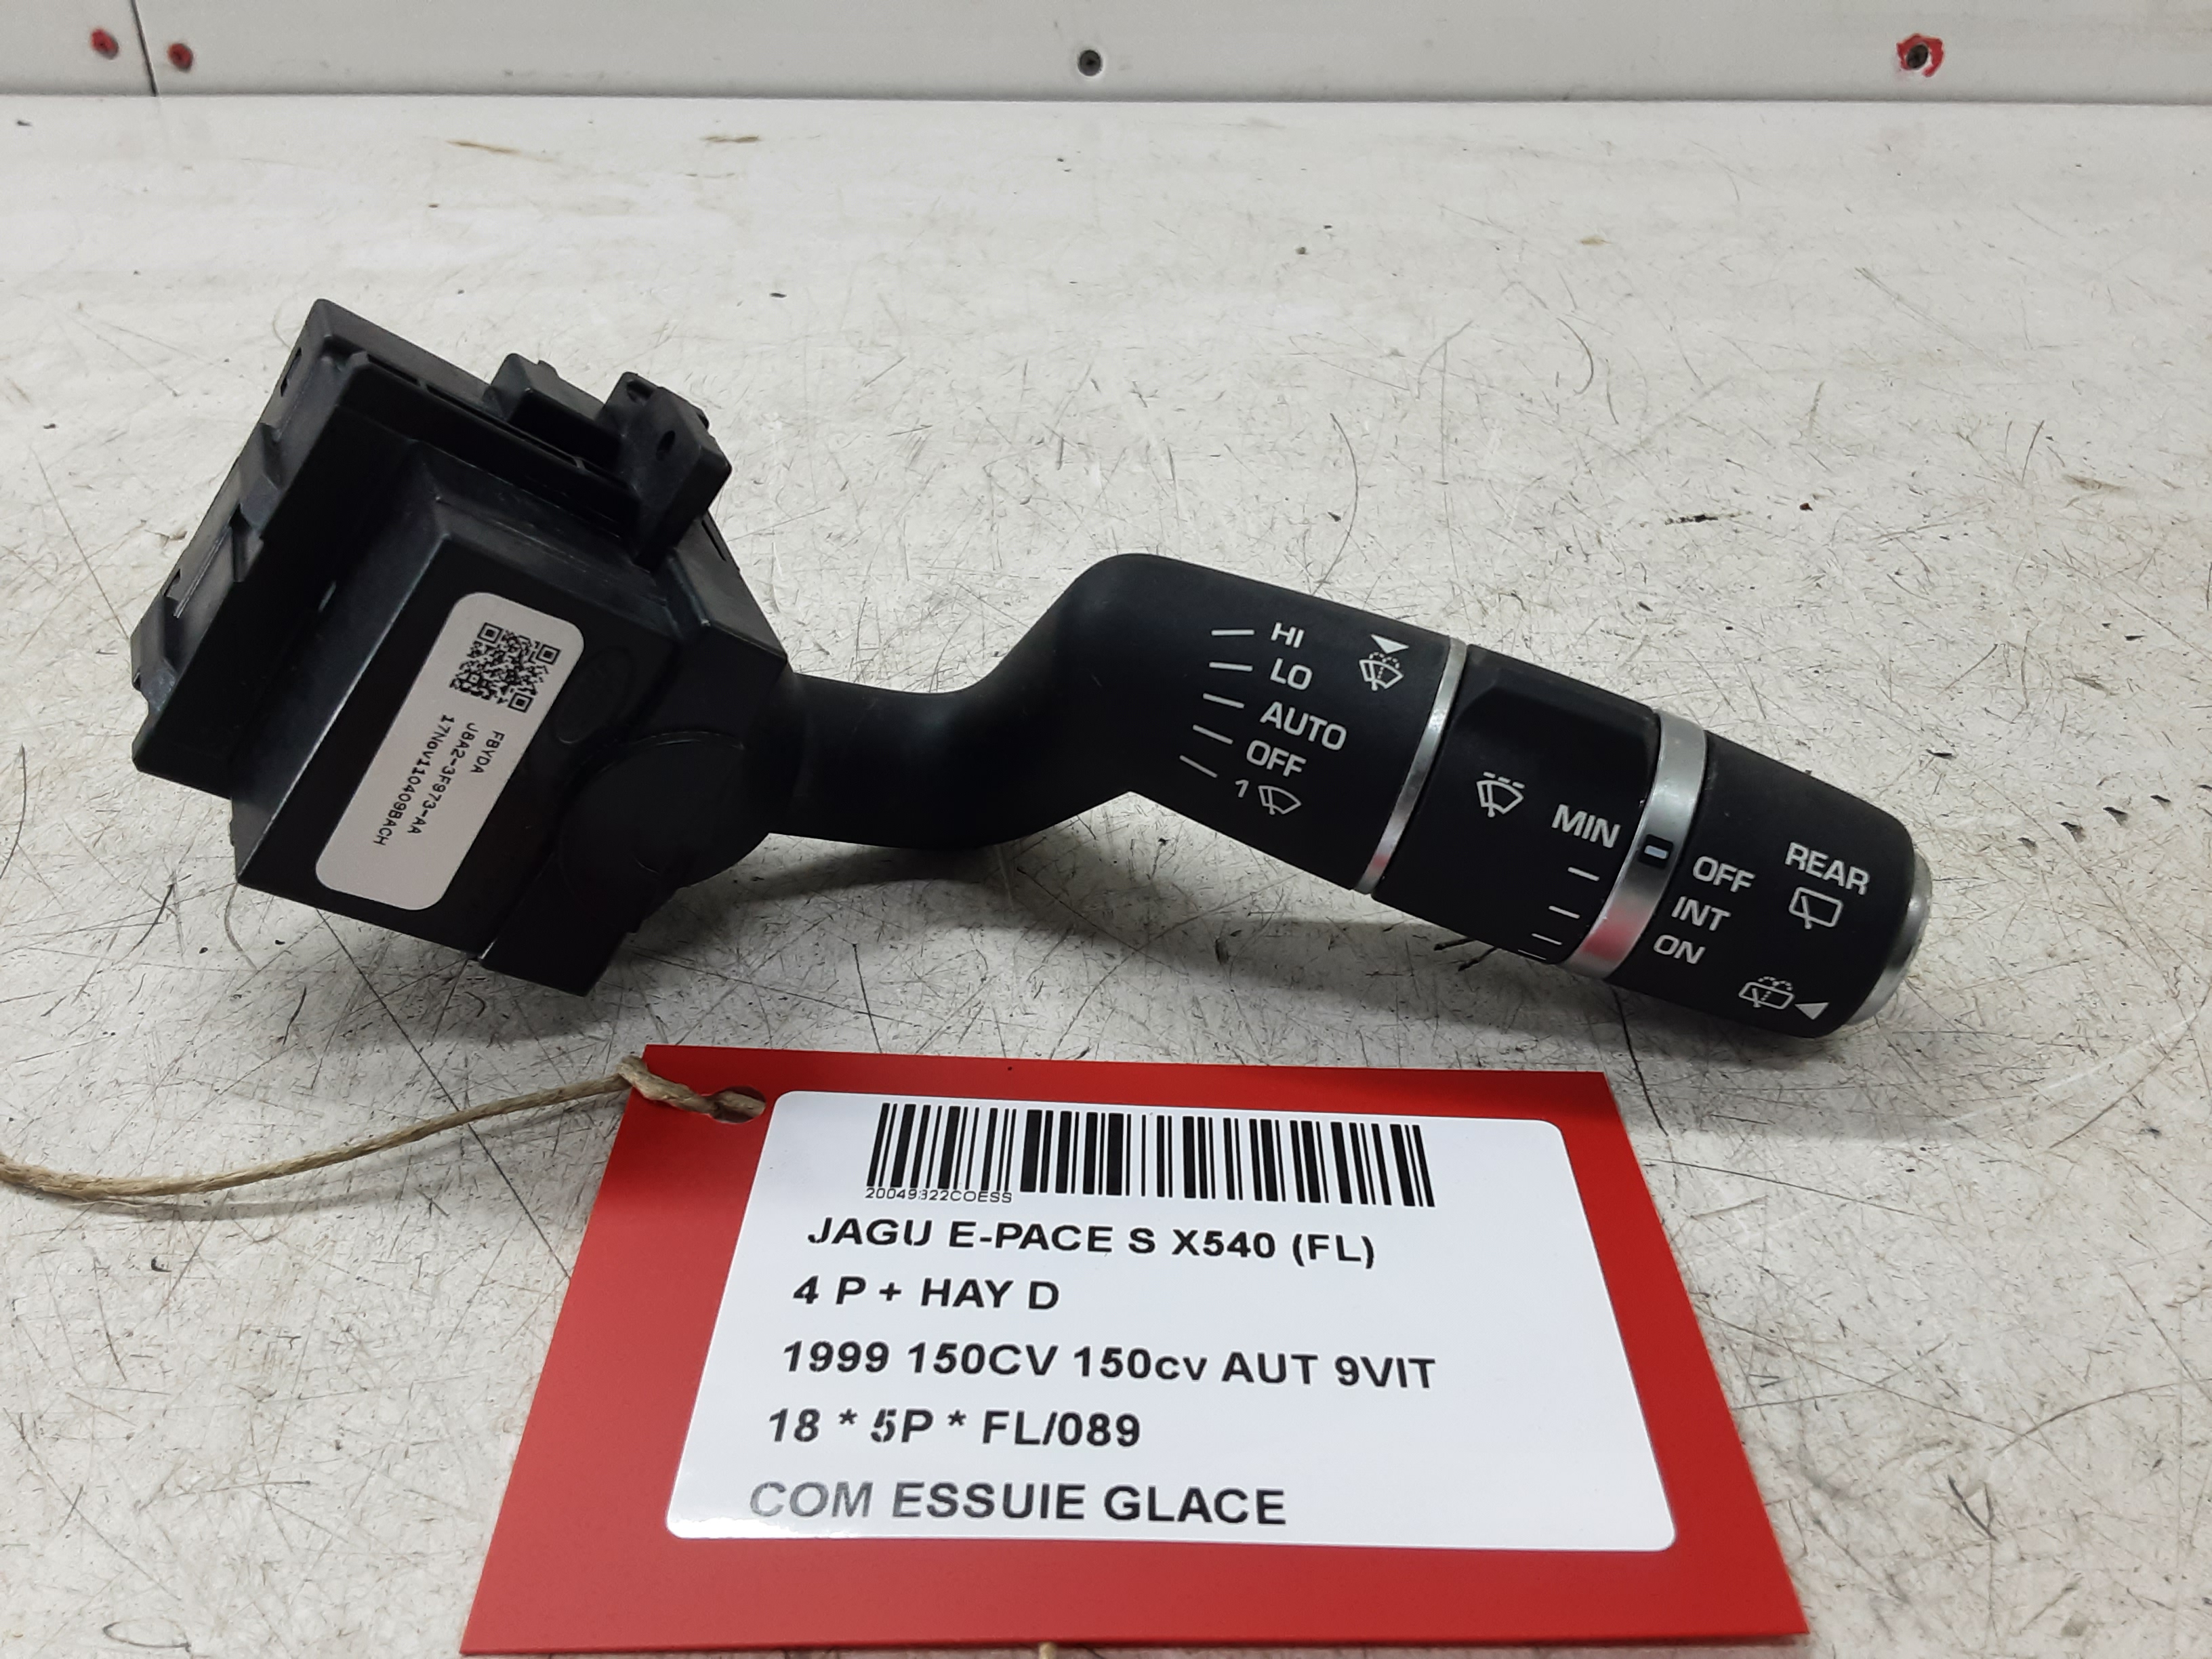 HI
LO
AUTO
OFF
1
MIN
OFF
INT
ON
REAR
F8YDA
J8A2-3F973-AA
17Nov110409BACH
20049322COESS
JAGU E-PACE S X540 (FL)
4 P + HAY D
1999 150CV 150cv AUT 9VIT
18 * 5P * FL/089
COM ESSUIE GLACE